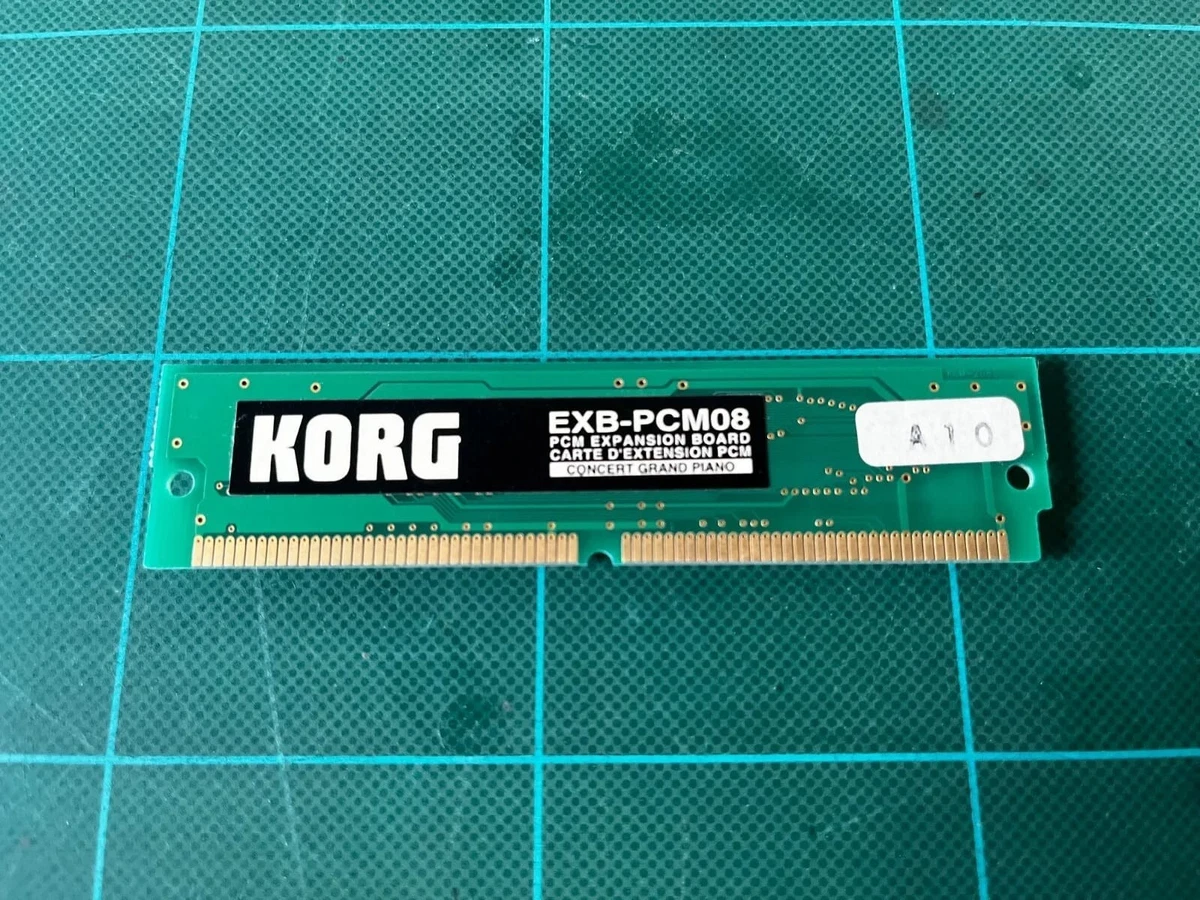 KORG
EXB-PCM08
PCM EXPANSION BOARD
CARTE D'EXTENSION PCM
CONCERT GRAND PIANO
A10